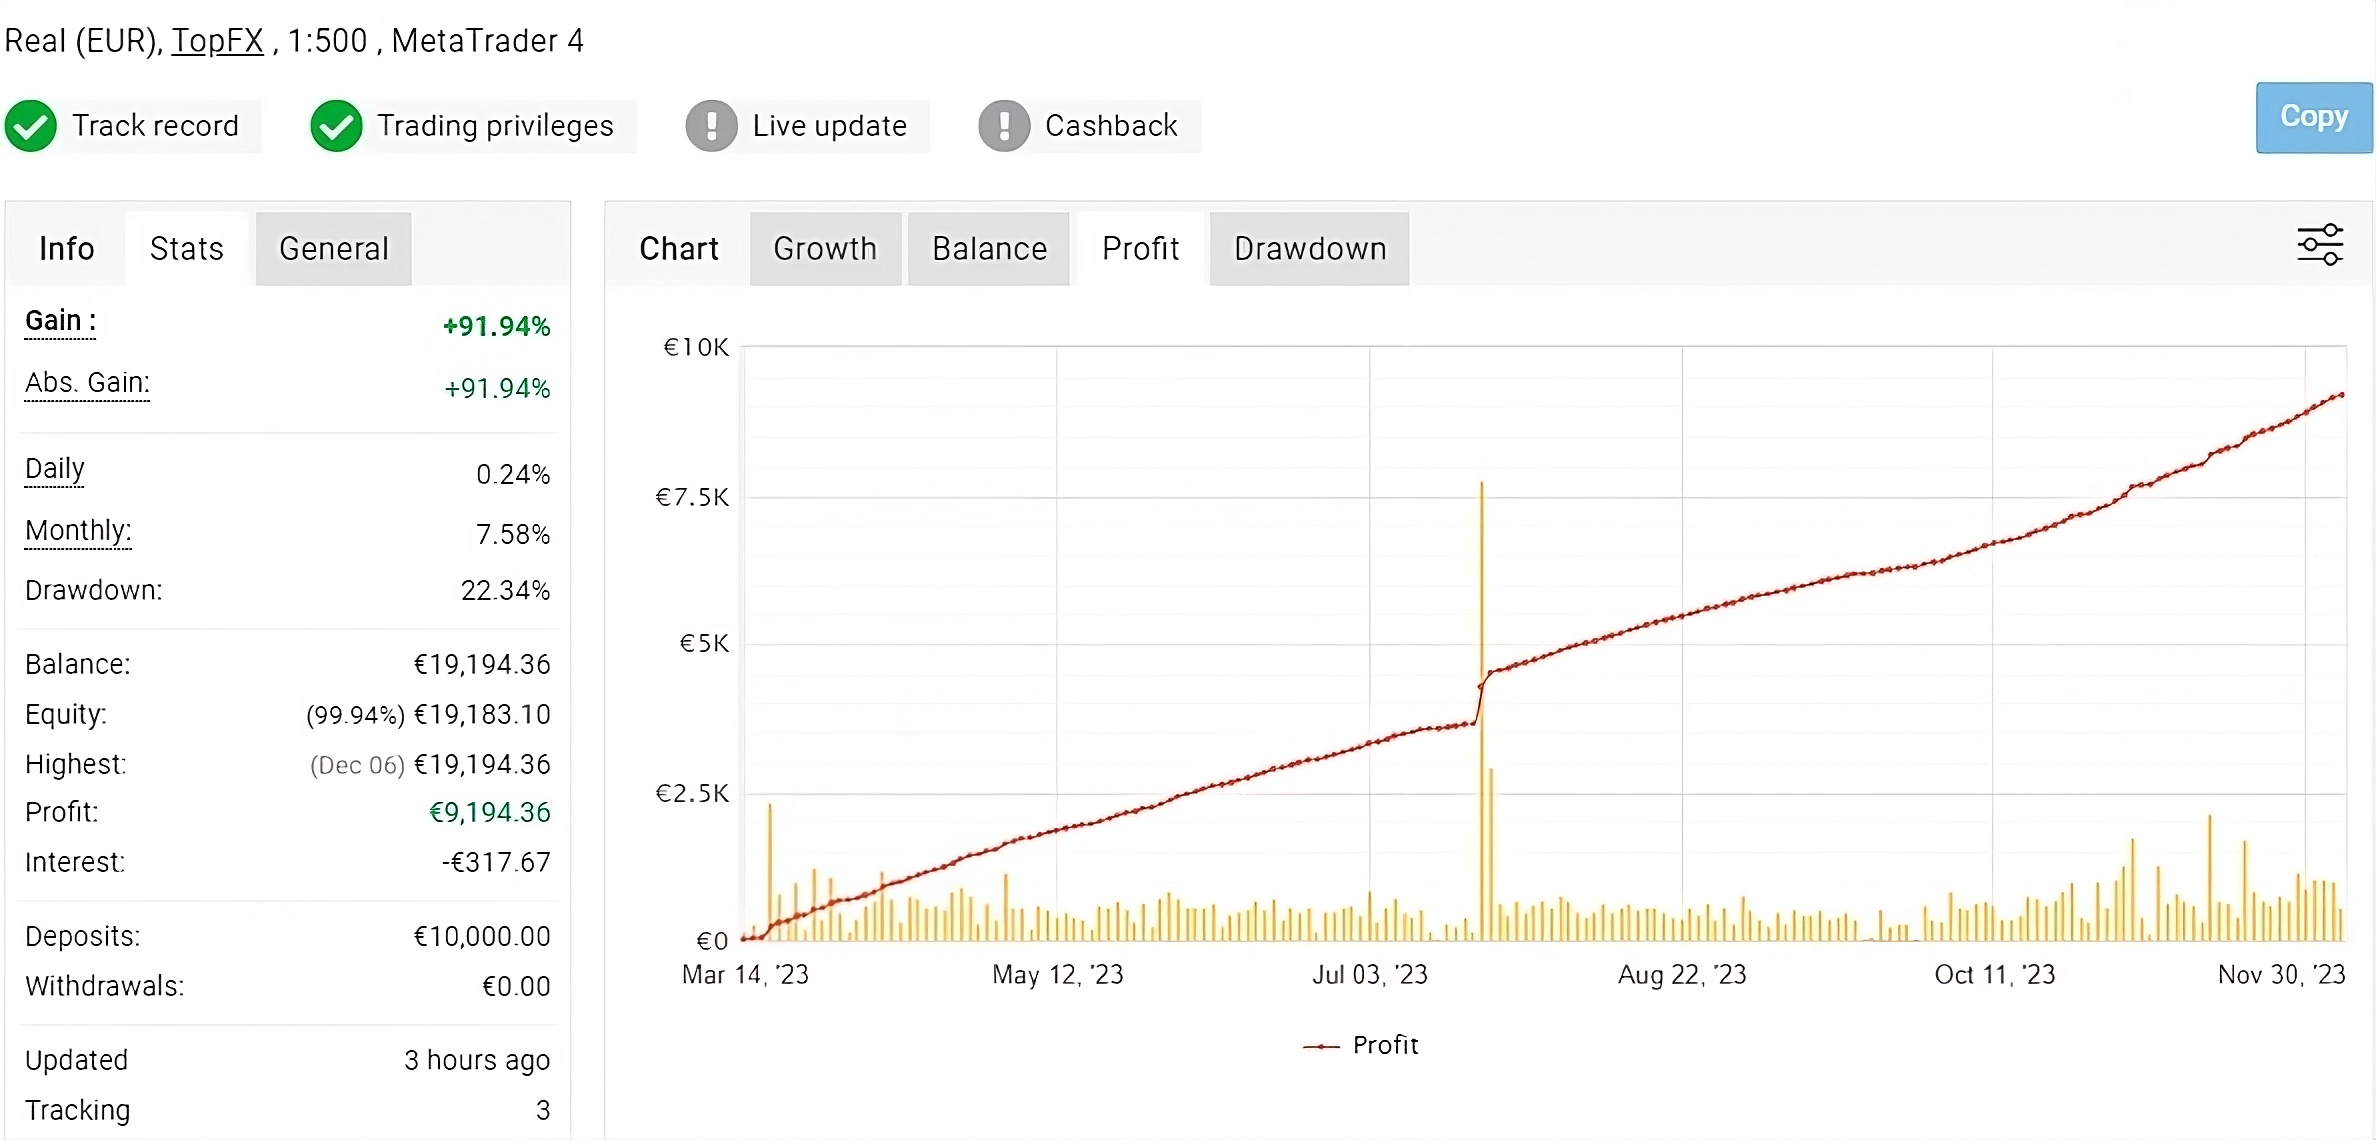 Real (EUR), TopFX , 1:500 , MetaTrader 4
Track record
Trading privileges
! Live update
! Cashback
Copy
Info Stats General
Gain : +91.94%
Abs. Gain: +91.94%
Daily 0.24%
Monthly: 7.58%
Drawdown: 22.34%
Balance: €19,194.36
Equity: (99.94%) €19,183.10
Highest: (Dec 06) €19,194.36
Profit: €9,194.36
Interest: -€317.67
Deposits: €10,000.00
Withdrawals: €0.00
Updated 3 hours ago
Tracking 3
Chart Growth Balance Profit Drawdown
€10K
€7.5K
€5K
€2.5K
€0
Mar 14, '23 May 12, '23 Jul 03, '23 Aug 22, '23 Oct 11, '23 Nov 30, '23
Profit